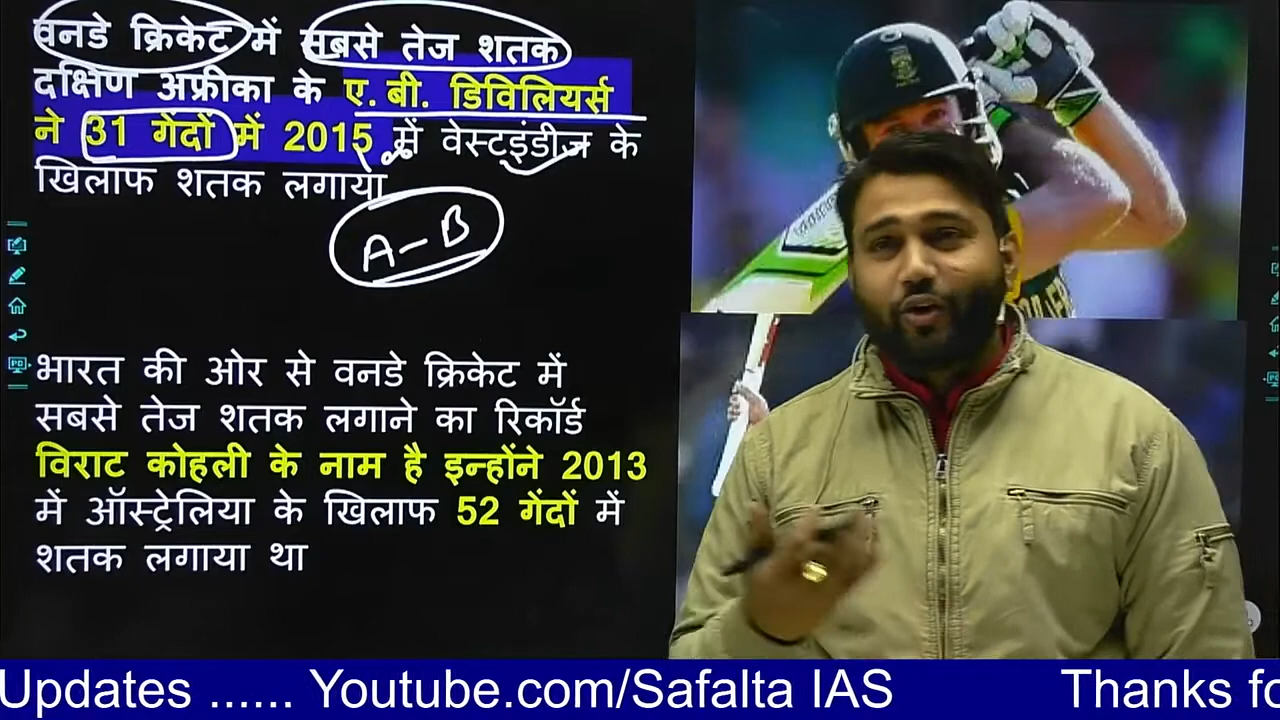 वनडे क्रिकेट में सबसे तेज शतक
दक्षिण अफ्रीका के ए. बी. डिविलियर्स
ने 31 गेंदों में 2015 में वेस्टइंडीज के
खिलाफ शतक लगाया
A-B
भारत की ओर से वनडे क्रिकेट में
सबसे तेज शतक लगाने का रिकॉर्ड
विराट कोहली के नाम है इन्होंने 2013
में ऑस्ट्रेलिया के खिलाफ 52 गेंदों में
शतक लगाया था
Updates ...... Youtube.com/Safalta IAS Thanks fo